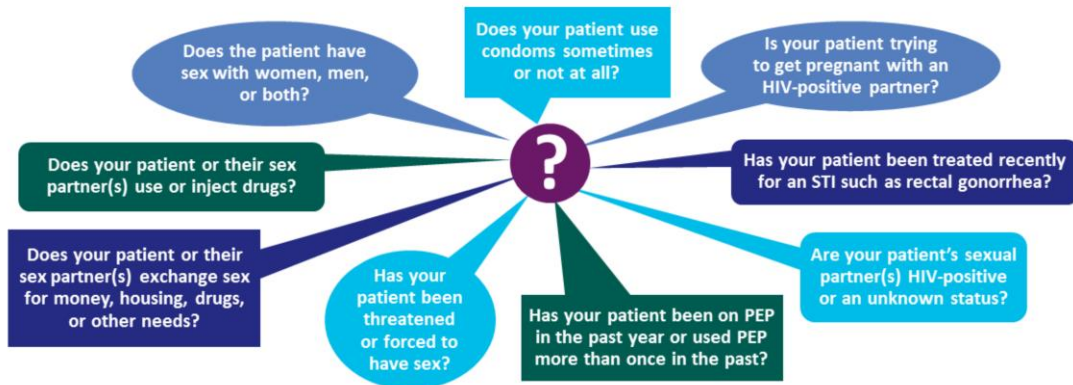 Does the patient have
sex with women, men,
or both?
Does your patient use
condoms sometimes
or not at all?
Is your patient trying
to get pregnant with an
HIV-positive partner?
Does your patient or their sex
partner(s) use or inject drugs?
?
Has your patient been treated recently
for an STI such as rectal gonorrhea?
Does your patient or their
sex partner(s) exchange sex
for money, housing, drugs,
or other needs?
Has your
patient been
threatened
or forced to
have sex?
Has your patient been on PEP
in the past year or used PEP
more than once in the past?
Are your patient's sexual
partner(s) HIV-positive
or an unknown status?